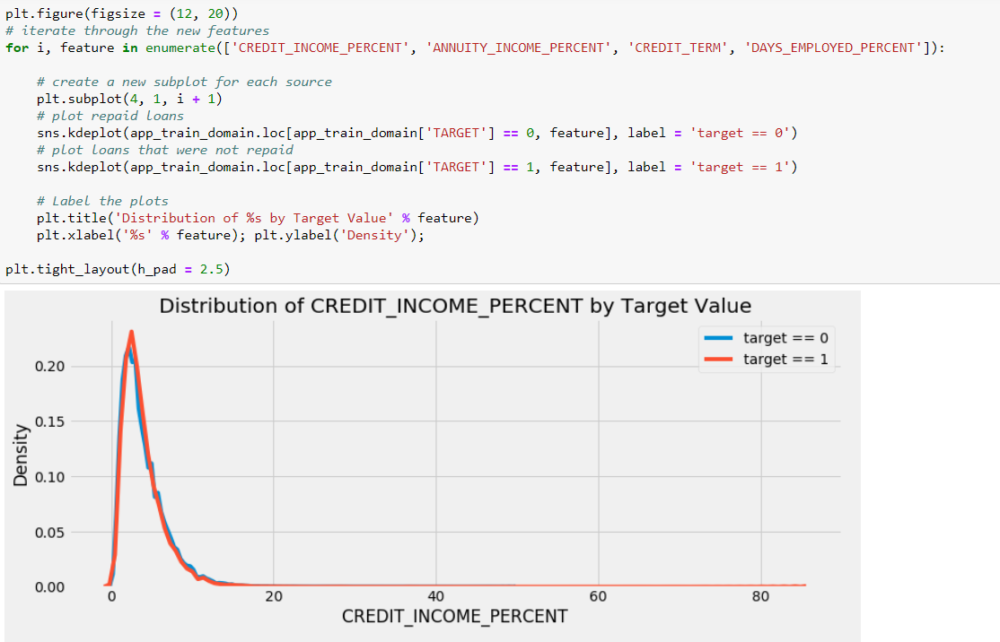 plt.figure(figsize = (12, 20))
# iterate through the new features
for i, feature in enumerate(['CREDIT_INCOME_PERCENT', 'ANNUITY_INCOME_PERCENT', 'CREDIT_TERM', 'DAYS_EMPLOYED_PERCENT']):
# create a new subplot for each source
plt.subplot(4, 1, i + 1)
# plot repaid loans
sns.kdeplot(app_train_domain.loc[app_train_domain['TARGET'] == 0, feature], label = 'target == 0')
# plot loans that were not repaid
sns.kdeplot(app_train_domain.loc[app_train_domain['TARGET'] == 1, feature], label = 'target == 1')
# Label the plots
plt.title('Distribution of %s by Target Value' % feature)
plt.xlabel('%s' % feature); plt.ylabel('Density');
plt.tight_layout(h_pad = 2.5)
Distribution of CREDIT_INCOME_PERCENT by Target Value
target == 0
target == 1
0.20
0.15
0.10
0.05
0.00
Density
0 20 40 60 80
CREDIT_INCOME_PERCENT